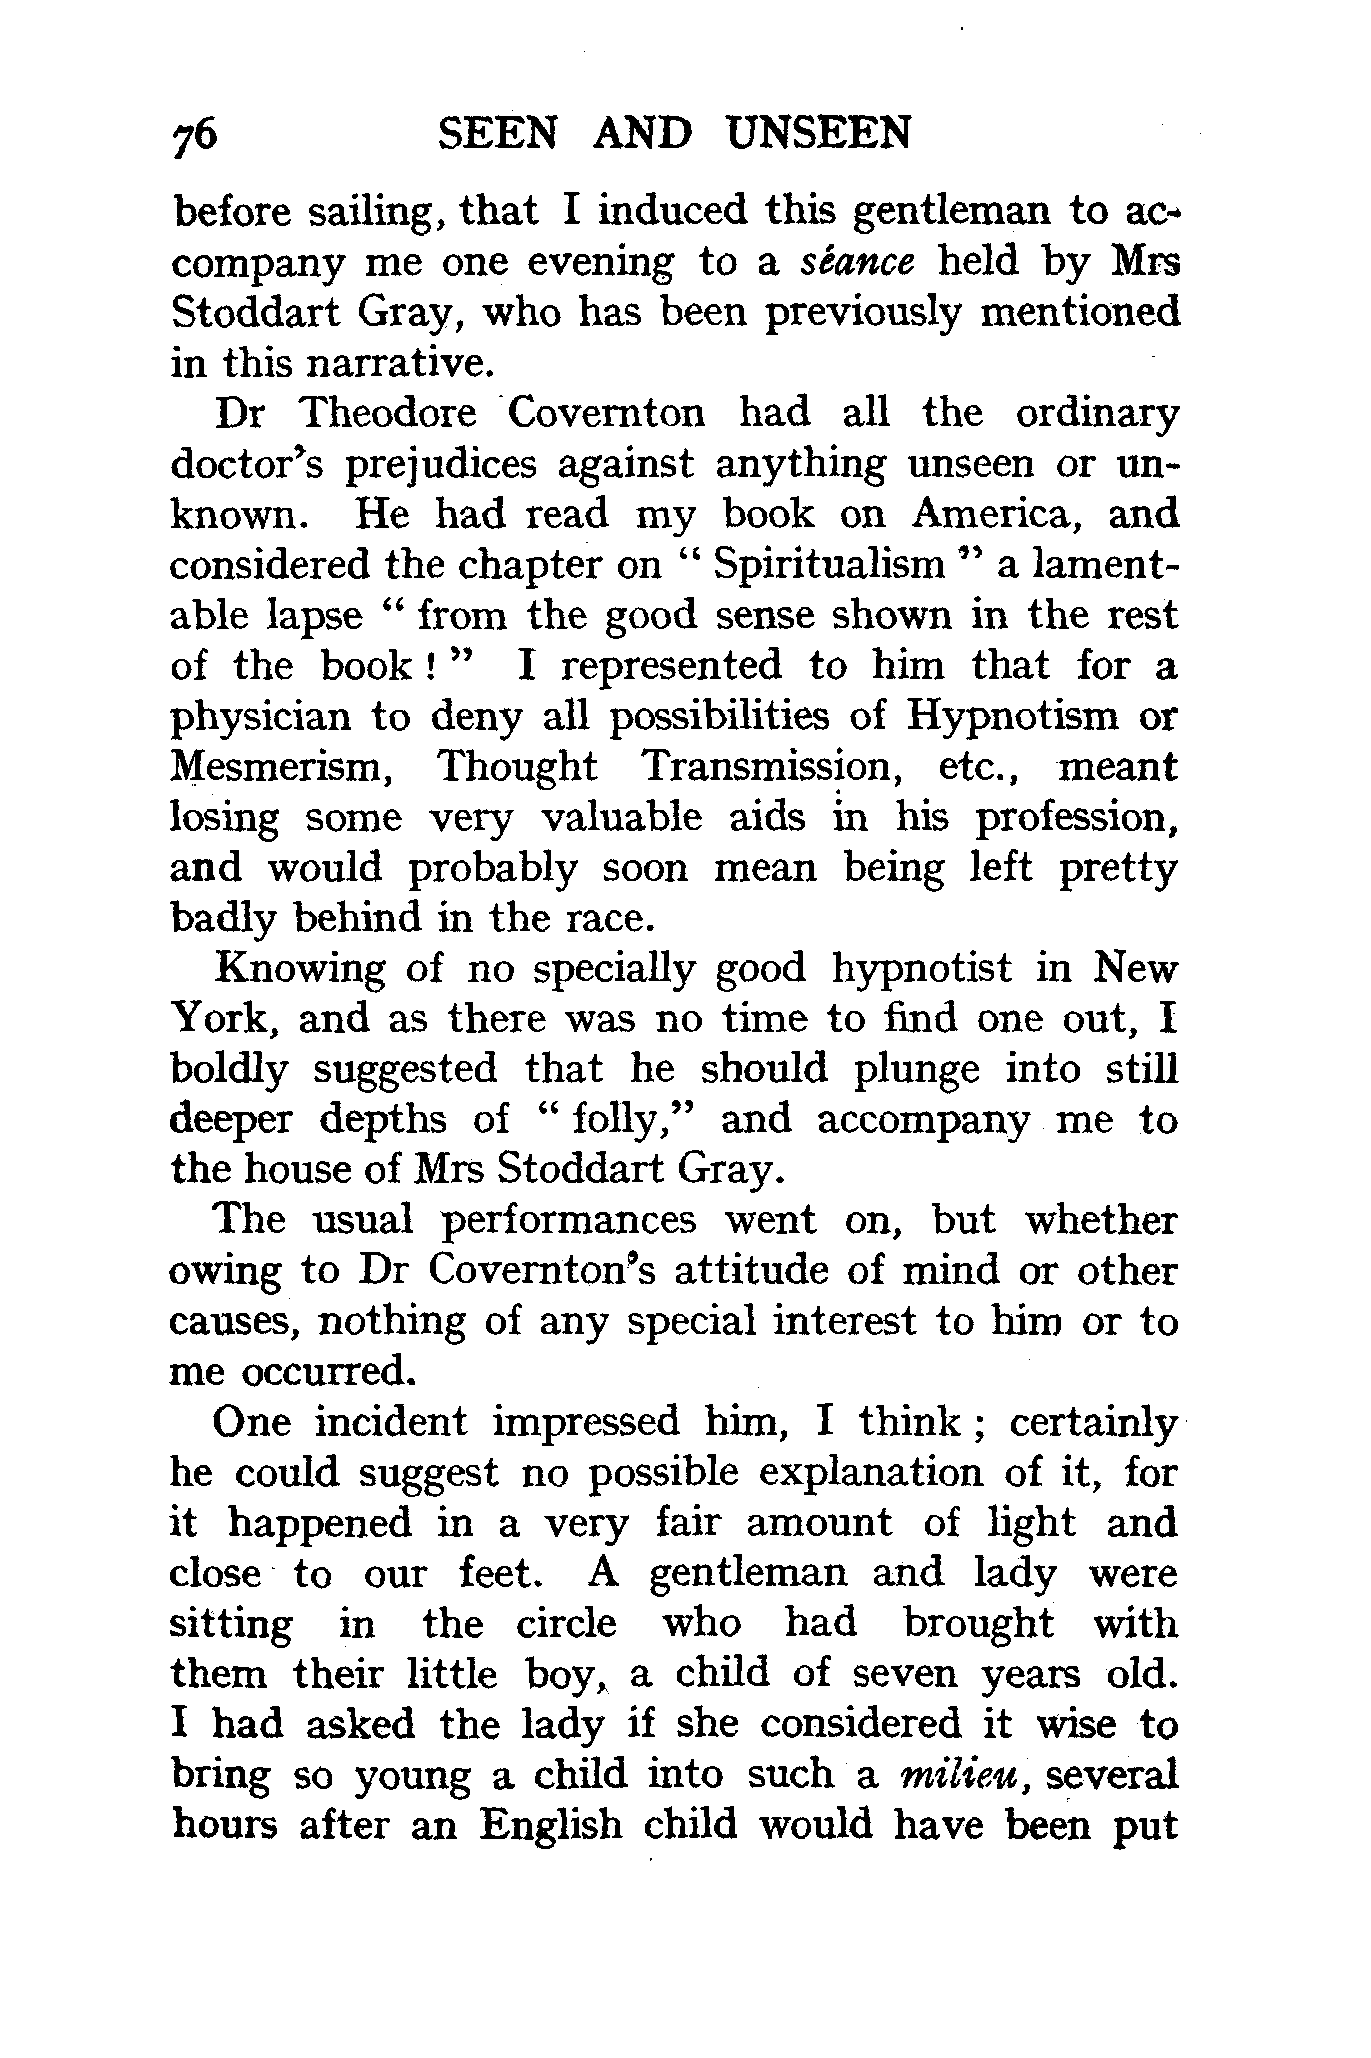 76 SEEN AND UNSEEN
before sailing, that I induced this gentleman to ac-
company me one evening to a séance held by Mrs
Stoddart Gray, who has been previously mentioned
in this narrative.
Dr Theodore Covernton had all the ordinary
doctor's prejudices against anything unseen or un-
known. He had read my book on America, and
considered the chapter on " Spiritualism " a lament-
able lapse " from the good sense shown in the rest
of the book ! " I represented to him that for a
physician to deny all possibilities of Hypnotism or
Mesmerism, Thought Transmission, etc., meant
losing some very valuable aids in his profession,
and would probably soon mean being left pretty
badly behind in the race.
Knowing of no specially good hypnotist in New
York, and as there was no time to find one out, I
boldly suggested that he should plunge into still
deeper depths of " folly," and accompany me to
the house of Mrs Stoddart Gray.
The usual performances went on, but whether
owing to Dr Covernton's attitude of mind or other
causes, nothing of any special interest to him or to
me occurred.
One incident impressed him, I think ; certainly
he could suggest no possible explanation of it, for
it happened in a very fair amount of light and
close to our feet. A gentleman and lady were
sitting in the circle who had brought with
them their little boy, a child of seven years old.
I had asked the lady if she considered it wise to
bring so young a child into such a milieu, several
hours after an English child would have been put